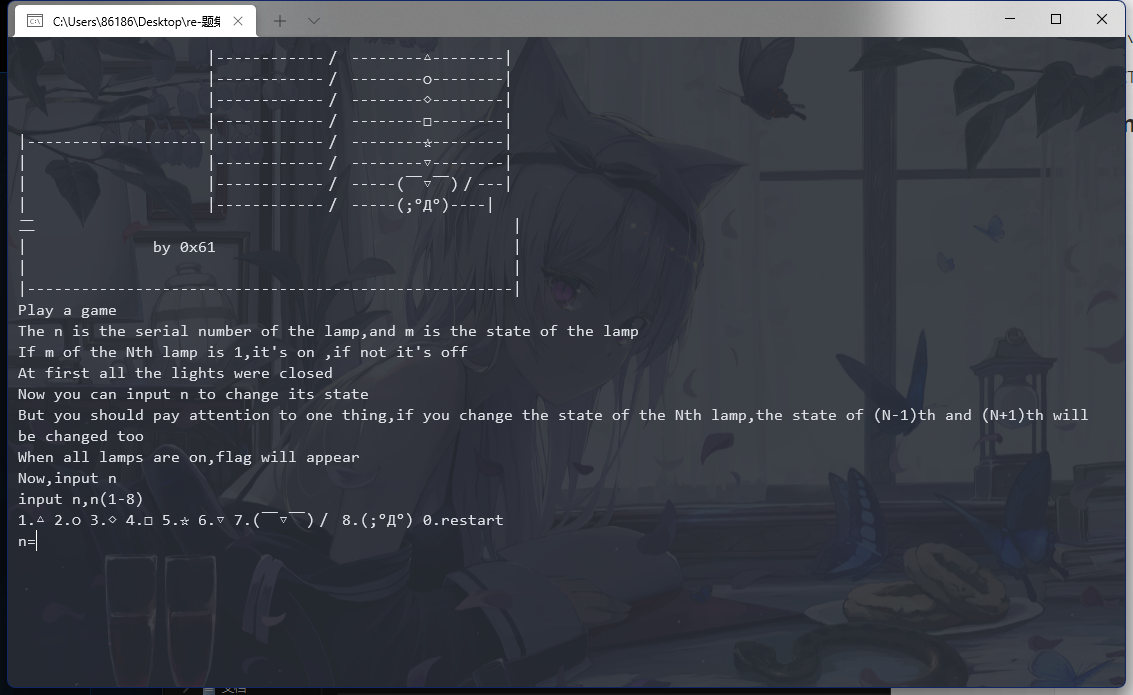 C:\Users\86186\Desktop\re-题集
|------------ / ---------△--------|
|------------ / ---------○--------|
|------------ / ---------◇--------|
|------------ / ---------□--------|
|--------------------|------------ / ---------☆--------|
| |------------ / ---------▽--------|
| |------------ / -----(￣▽￣)/---|
| |------------ / -----(;°Д°)----|
二 |
| by 0x61 |
| |
|------------------------------------------------------|
Play a game
The n is the serial number of the lamp,and m is the state of the lamp
If m of the Nth lamp is 1,it's on ,if not it's off
At first all the lights were closed
Now you can input n to change its state
But you should pay attention to one thing,if you change the state of the Nth lamp,the state of (N-1)th and (N+1)th will
be changed too
When all lamps are on,flag will appear
Now,input n
input n,n(1-8)
1.△ 2.○ 3.◇ 4.□ 5.☆ 6.▽ 7.(￣▽￣)/ 8.(;°Д°) 0.restart
n=